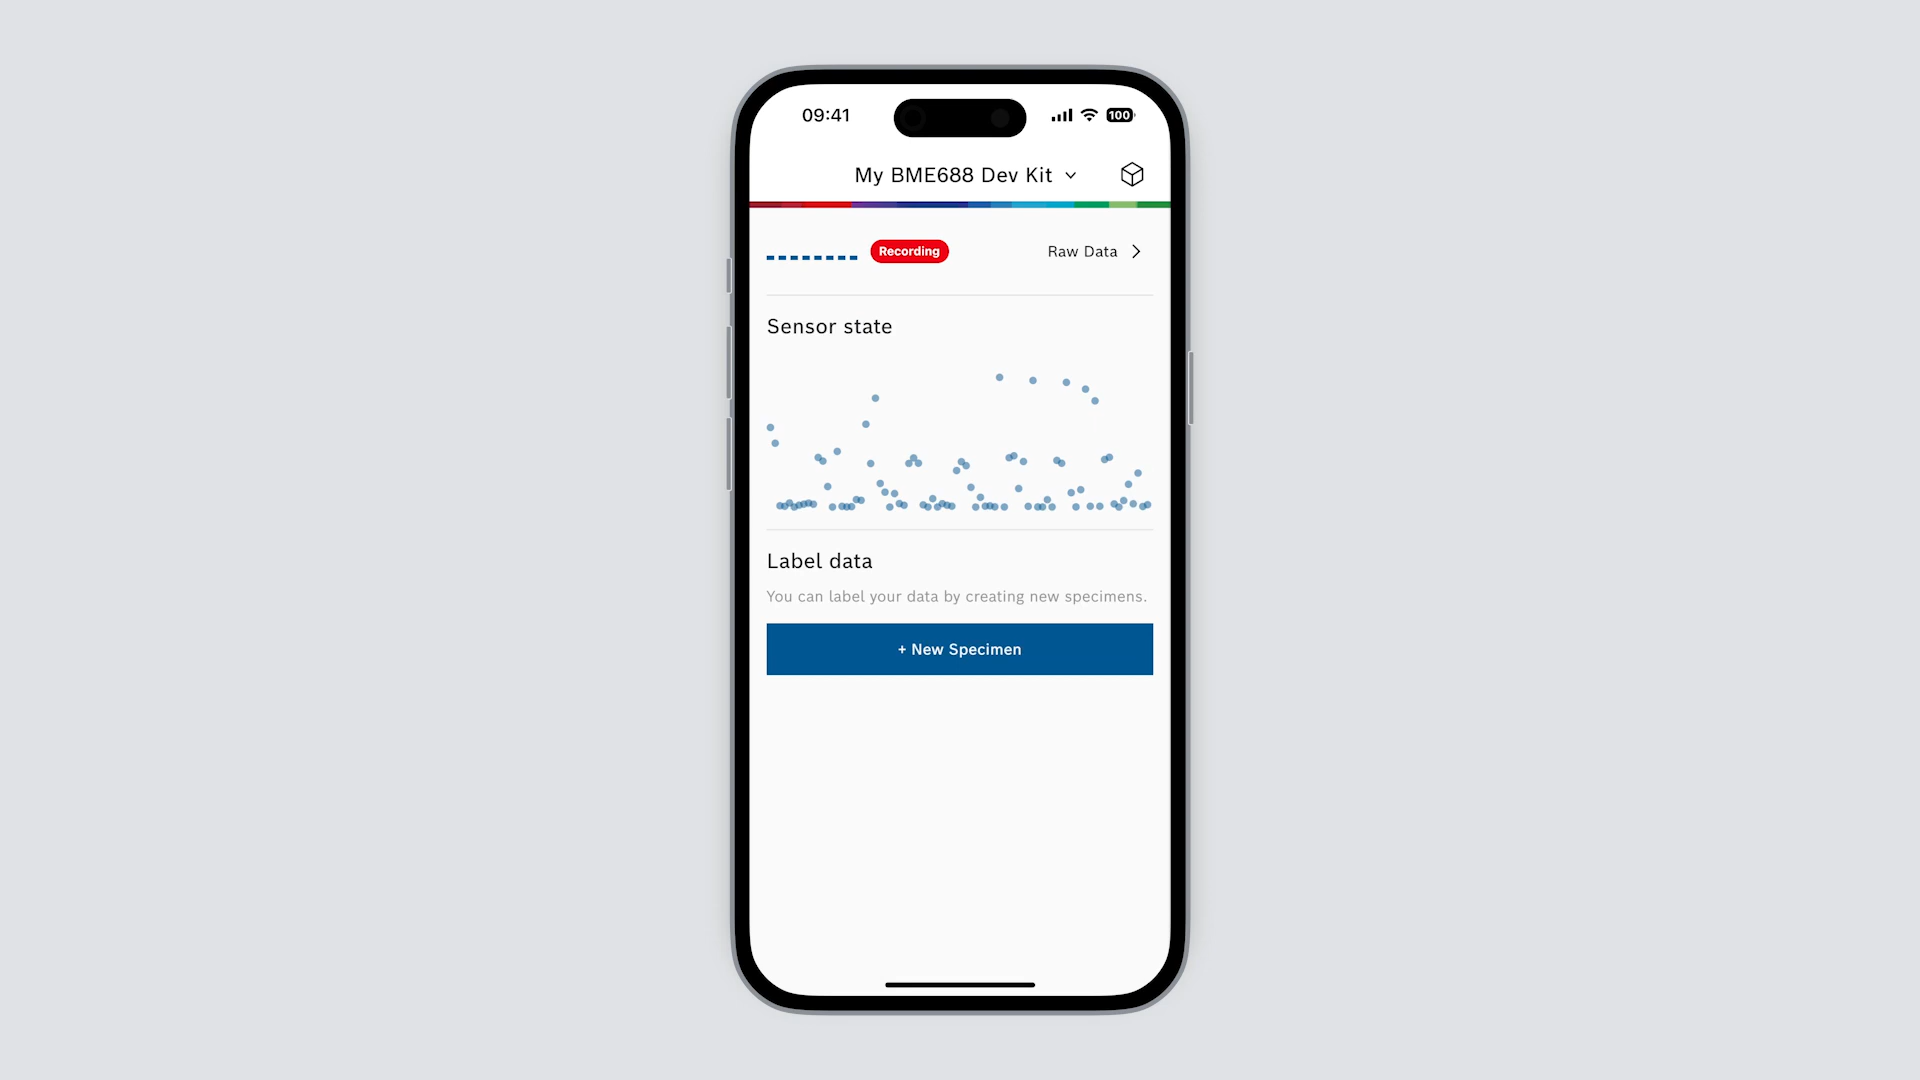 09:41
100
My BME688 Dev Kit
Recording
Raw Data
Sensor state
Label data
You can label your data by creating new specimens.
+ New Specimen